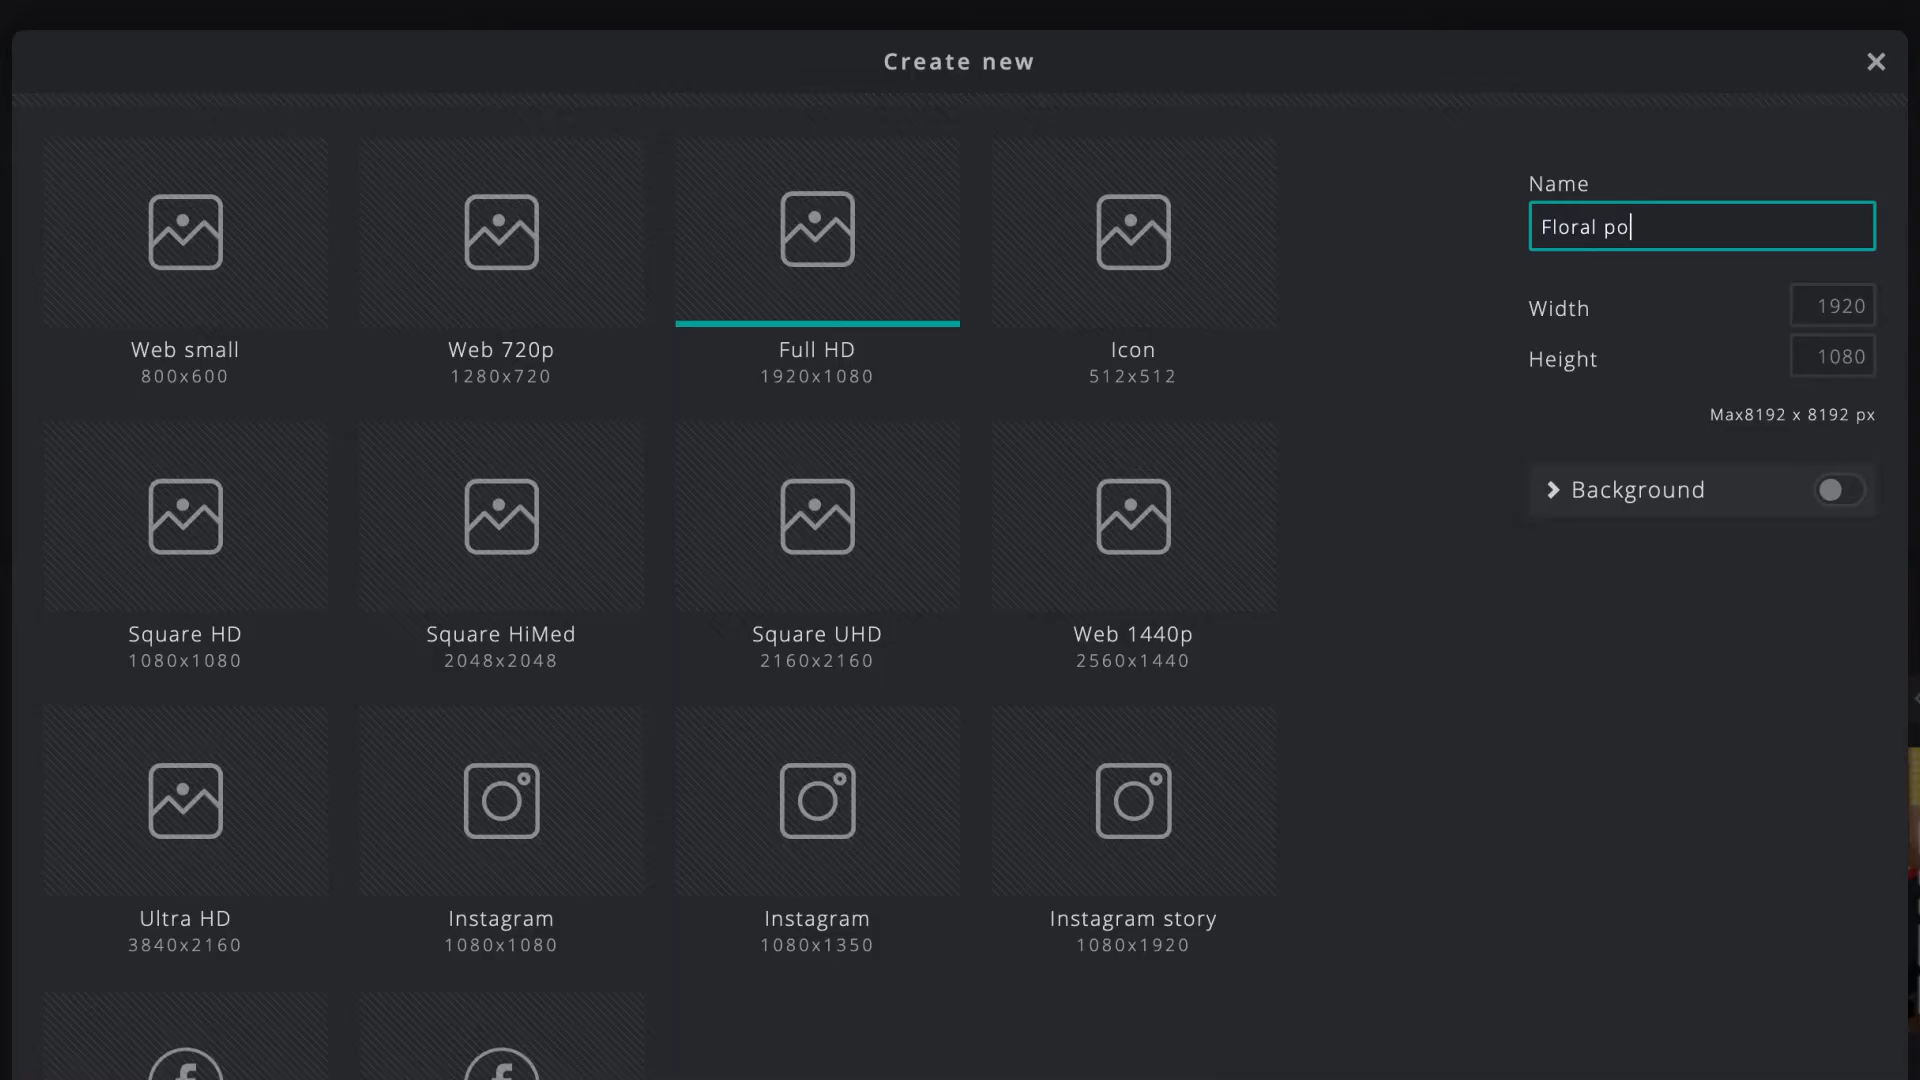 Create new
Web small
800x600
Web 720p
1280x720
Full HD
1920x1080
Icon
512x512
Square HD
1080x1080
Square HiMed
2048x2048
Square UHD
2160x2160
Web 1440p
2560x1440
Ultra HD
3840x2160
Instagram
1080x1080
Instagram
1080x1350
Instagram story
1080x1920
Name
Floral po
Width
1920
Height
1080
Max8192 x 8192 px
Background